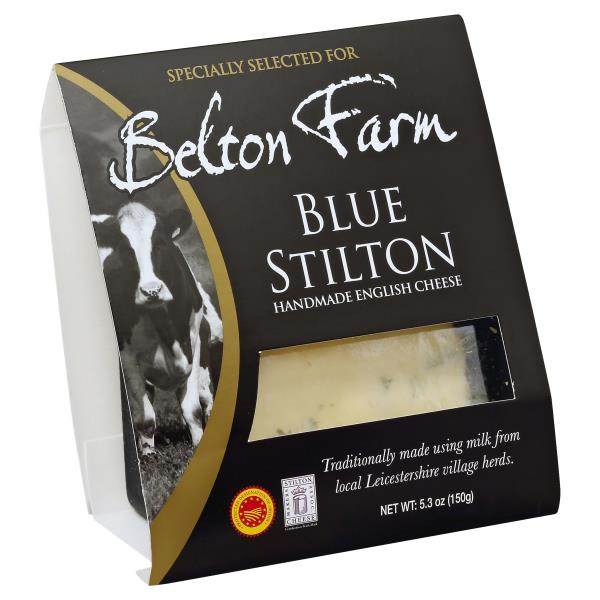 SPECIALLY SELECTED FOR
Belton Farm
BLUE
STILTON
HANDMADE ENGLISH CHEESE
Traditionally made using milk from
local Leicestershire village herds.
NET WT: 5.3 oz (150g)
STILTON
CHEESE